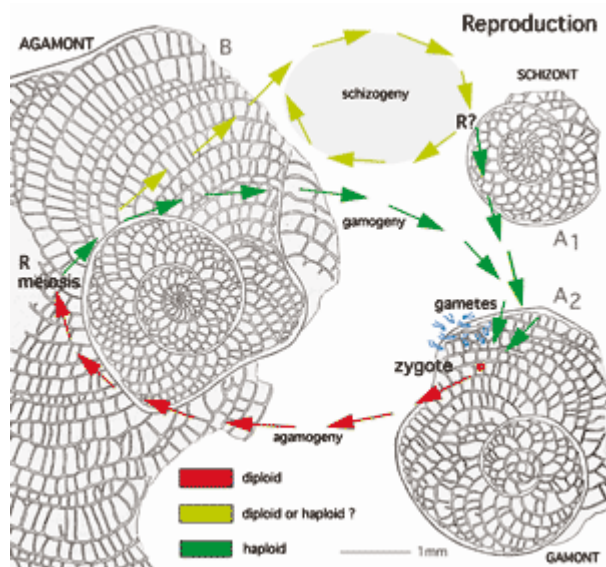 Reproduction
AGAMONT
B
SCHIZONT
schizogeny
R?
gamogeny
A1
R
meiosis
A2
gametes
zygote
agamogeny
diploid
diploid or haploid ?
haploid
1mm
GAMONT